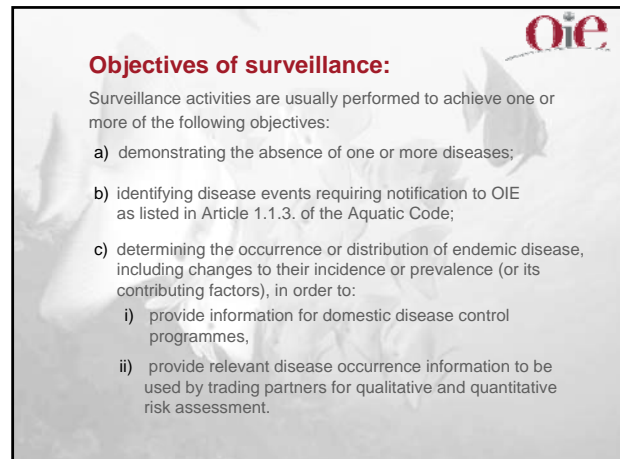 oie
Objectives of surveillance:
Surveillance activities are usually performed to achieve one or
more of the following objectives:
a) demonstrating the absence of one or more diseases;
b) identifying disease events requiring notification to OIE
as listed in Article 1.1.3. of the Aquatic Code;
c) determining the occurrence or distribution of endemic disease,
including changes to their incidence or prevalence (or its
contributing factors), in order to:
i) provide information for domestic disease control
programmes,
ii) provide relevant disease occurrence information to be
used by trading partners for qualitative and quantitative
risk assessment.